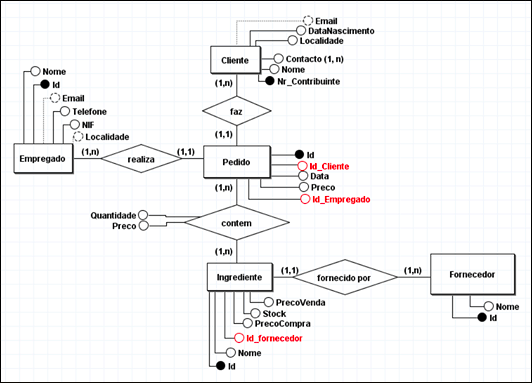 Email
DataNascimento
Localidade
Cliente
Contacto (1, n)
Nome
Nr_Contribuinte
(1,n)
Nome
Id
Email
Telefone
NIF
Localidade
faz
(1,1)
Empregado
(1,n)
realiza
(1,1)
Pedido
Id
Id_Cliente
Data
Preco
Id_Empregado
(1,n)
Quantidade
Preco
contem
(1,n)
Ingrediente
(1,1)
fornecido por
(1,n)
Fornecedor
PrecoVenda
Stock
PrecoCompra
Id_fornecedor
Nome
Id
Nome
Id